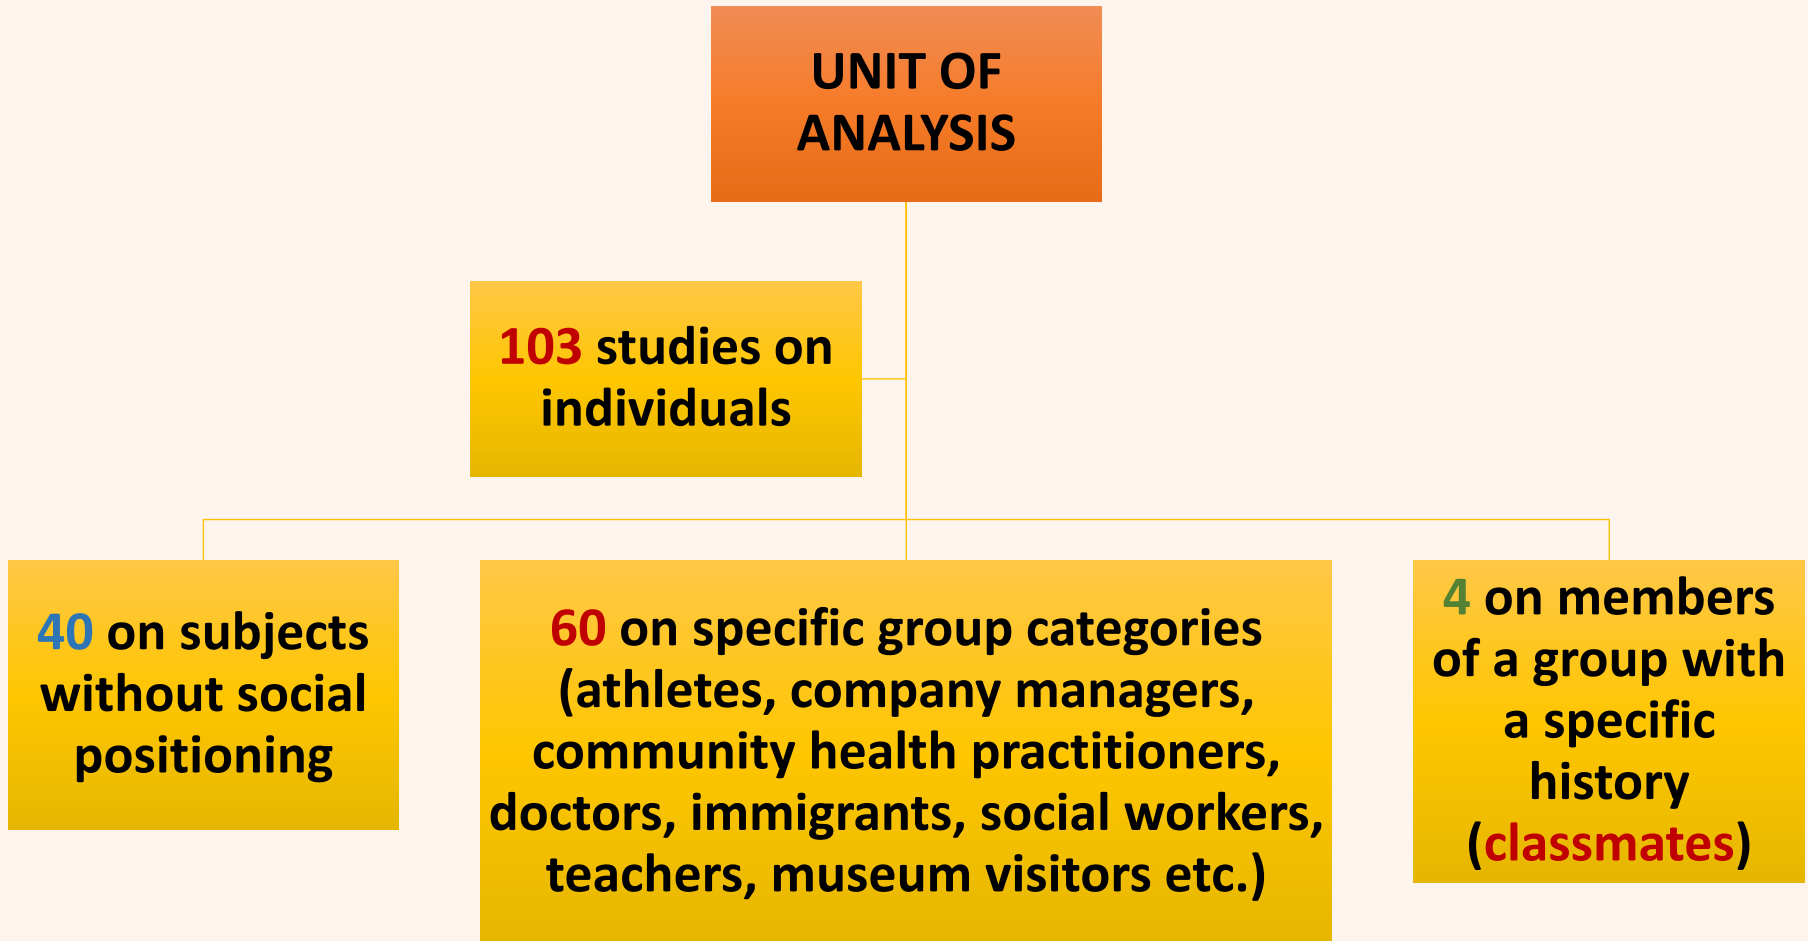 UNIT OF
ANALYSIS
103 studies on
individuals
40 on subjects
without social
positioning
60 on specific group categories
(athletes, company managers,
community health practitioners,
doctors, immigrants, social workers,
teachers, museum visitors etc.)
4 on members
of a group with
a specific
history
(classmates)